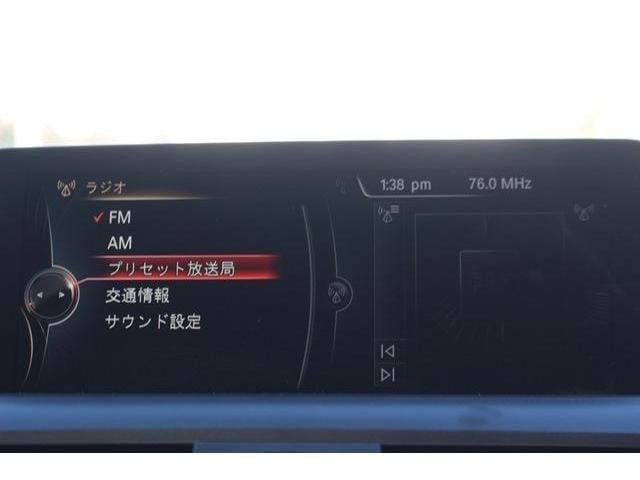 ラジオ
1:38 pm 76.0 MHz
✓ FM
AM
プリセット放送局
交通情報
サウンド設定